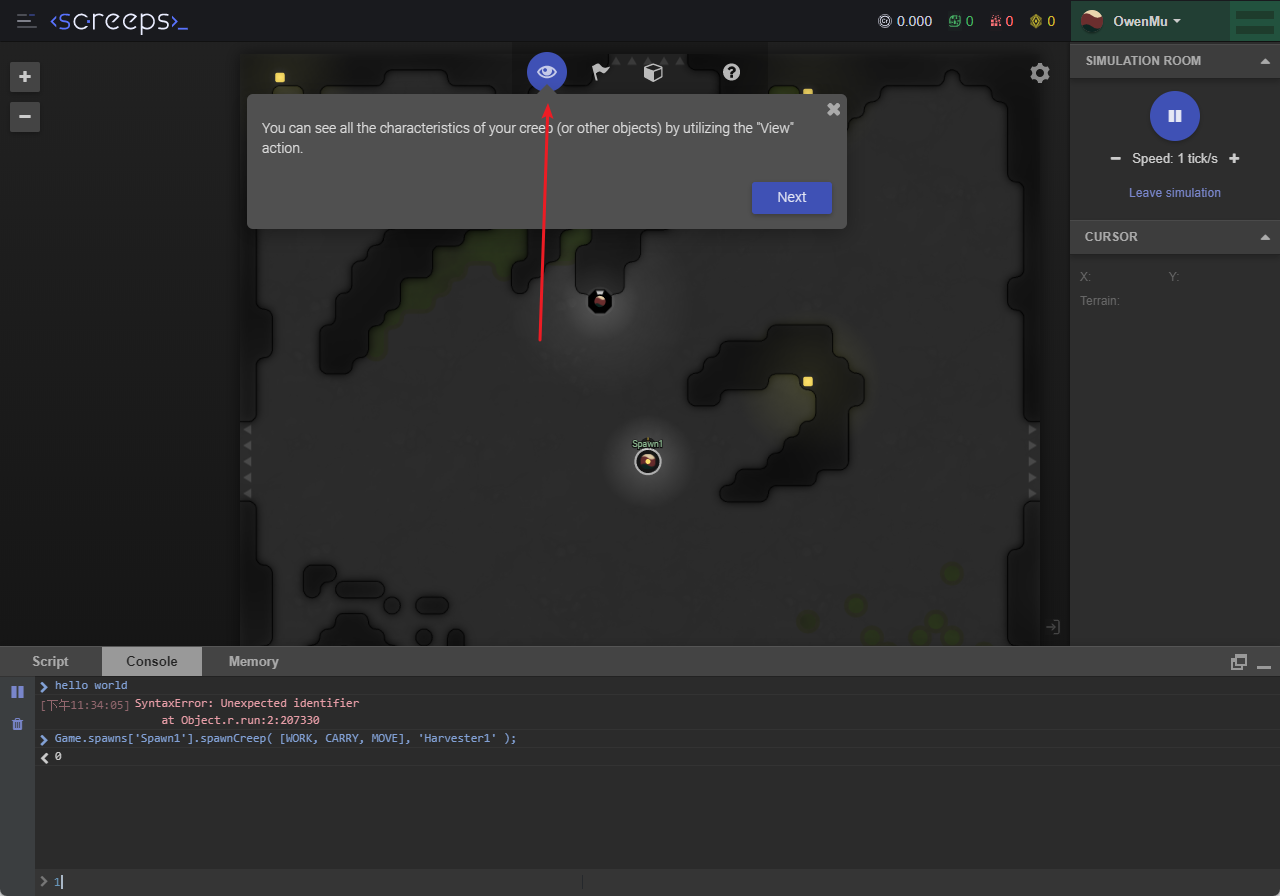 <screeps>_
0.000
0
0
0
OwenMu
SIMULATION ROOM
You can see all the characteristics of your creep (or other objects) by utilizing the "View"
action.
Next
Speed: 1 tick/s
Leave simulation
CURSOR
X:
Y:
Terrain:
Spawn1
Script
Console
Memory
hello world
[下午11:34:05] SyntaxError: Unexpected identifier
at Object.r.run:2:207330
Game.spawns['Spawn1'].spawnCreep( [WORK, CARRY, MOVE], 'Harvester1' );
0
1